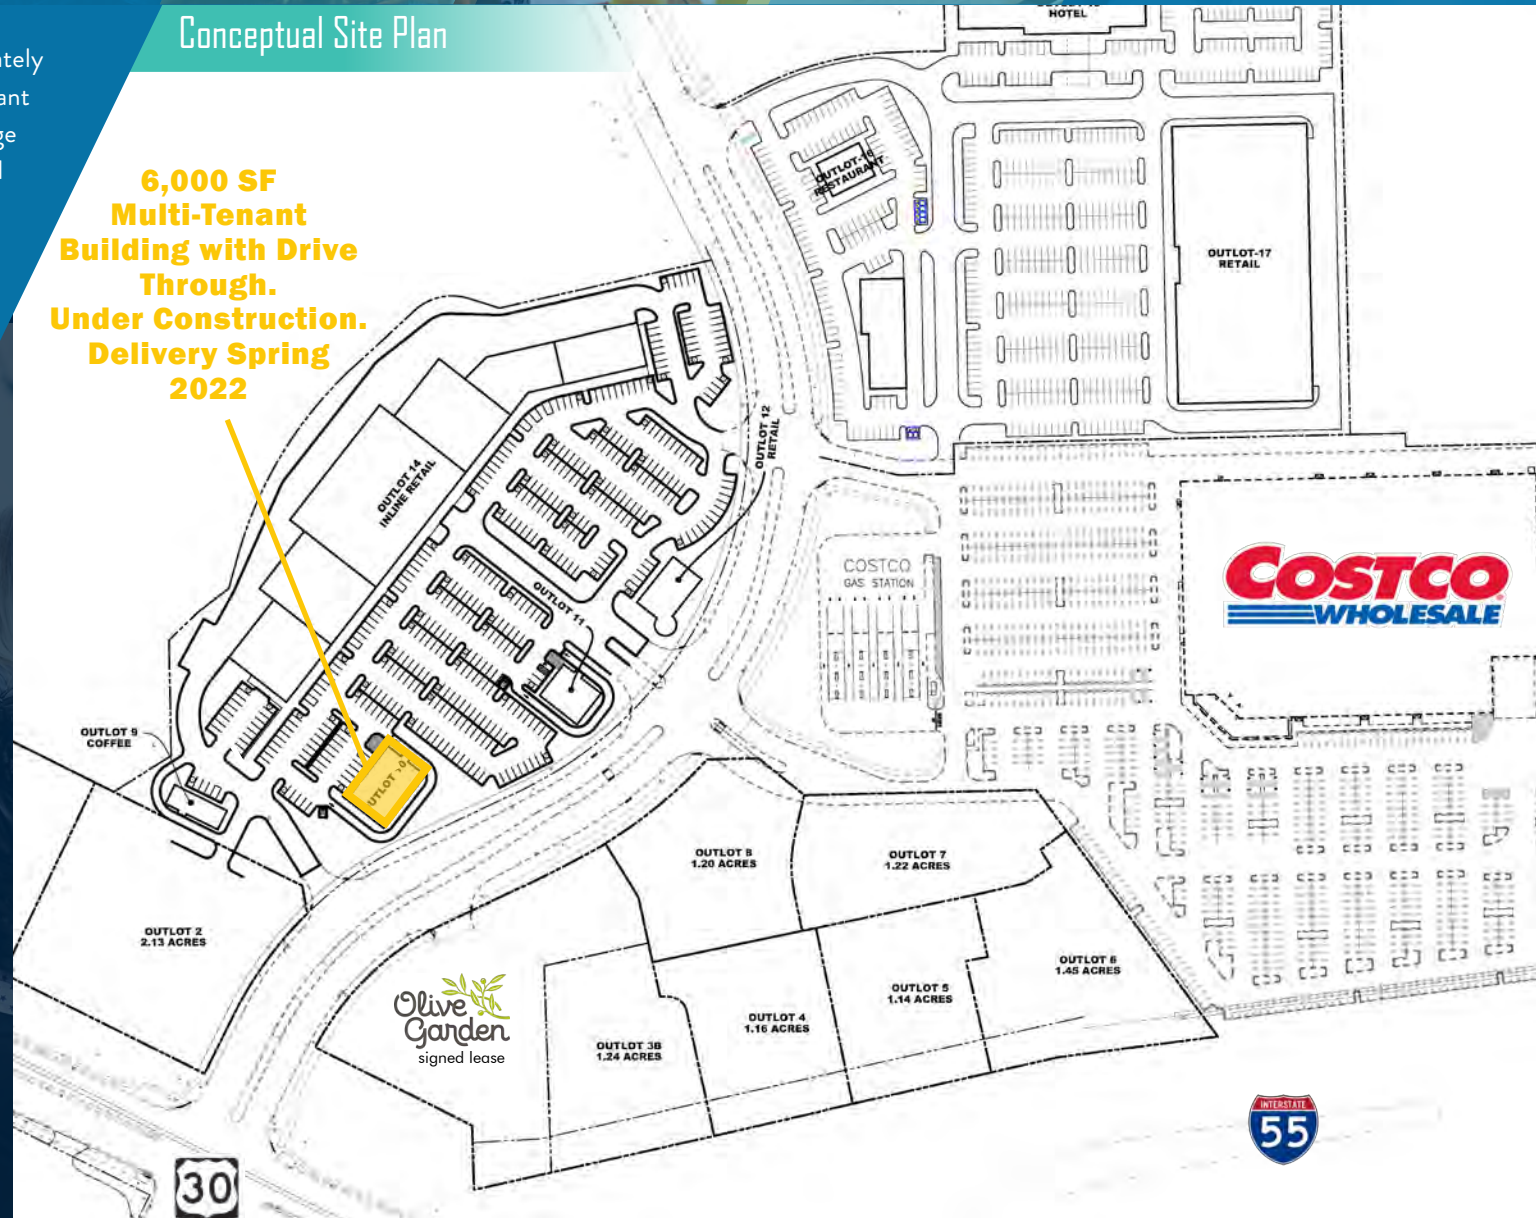 Conceptual Site Plan
6,000 SF
Multi-Tenant
Building with Drive
Through.
Under Construction.
Delivery Spring
2022
HOTEL
OUTLOT-16
RESTAURANT
OUTLOT-17
RETAIL
OUTLOT 12
RETAIL
OUTLOT 14
INLINE RETAIL
COSTCO
GAS STATION
COSTCO
WHOLESALE
OUTLOT 11
OUTLOT 9
COFFEE
OUTLOT 8
1.20 ACRES
OUTLOT 7
1.22 ACRES
OUTLOT 2
2.13 ACRES
OUTLOT 6
1.45 ACRES
OUTLOT 5
1.14 ACRES
OUTLOT 4
1.16 ACRES
OUTLOT 3B
1.24 ACRES
Olive
Garden
signed lease
INTERSTATE
55
30